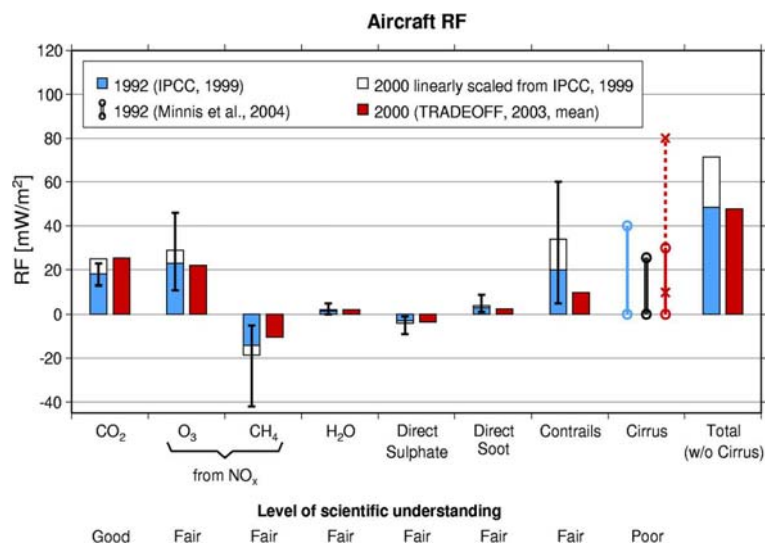 Aircraft RF
1992 (IPCC, 1999)
2000 linearly scaled from IPCC, 1999
1992 (Minnis et al., 2004)
2000 (TRADEOFF, 2003, mean)
RF [mW/m²]
120
100
80
60
40
20
0
-20
-40
CO₂ O₃ CH₄ H₂O Direct Sulphate Direct Soot Contrails Cirrus Total (w/o Cirrus)
from NOₓ
Level of scientific understanding
Good Fair Fair Fair Fair Fair Fair Poor